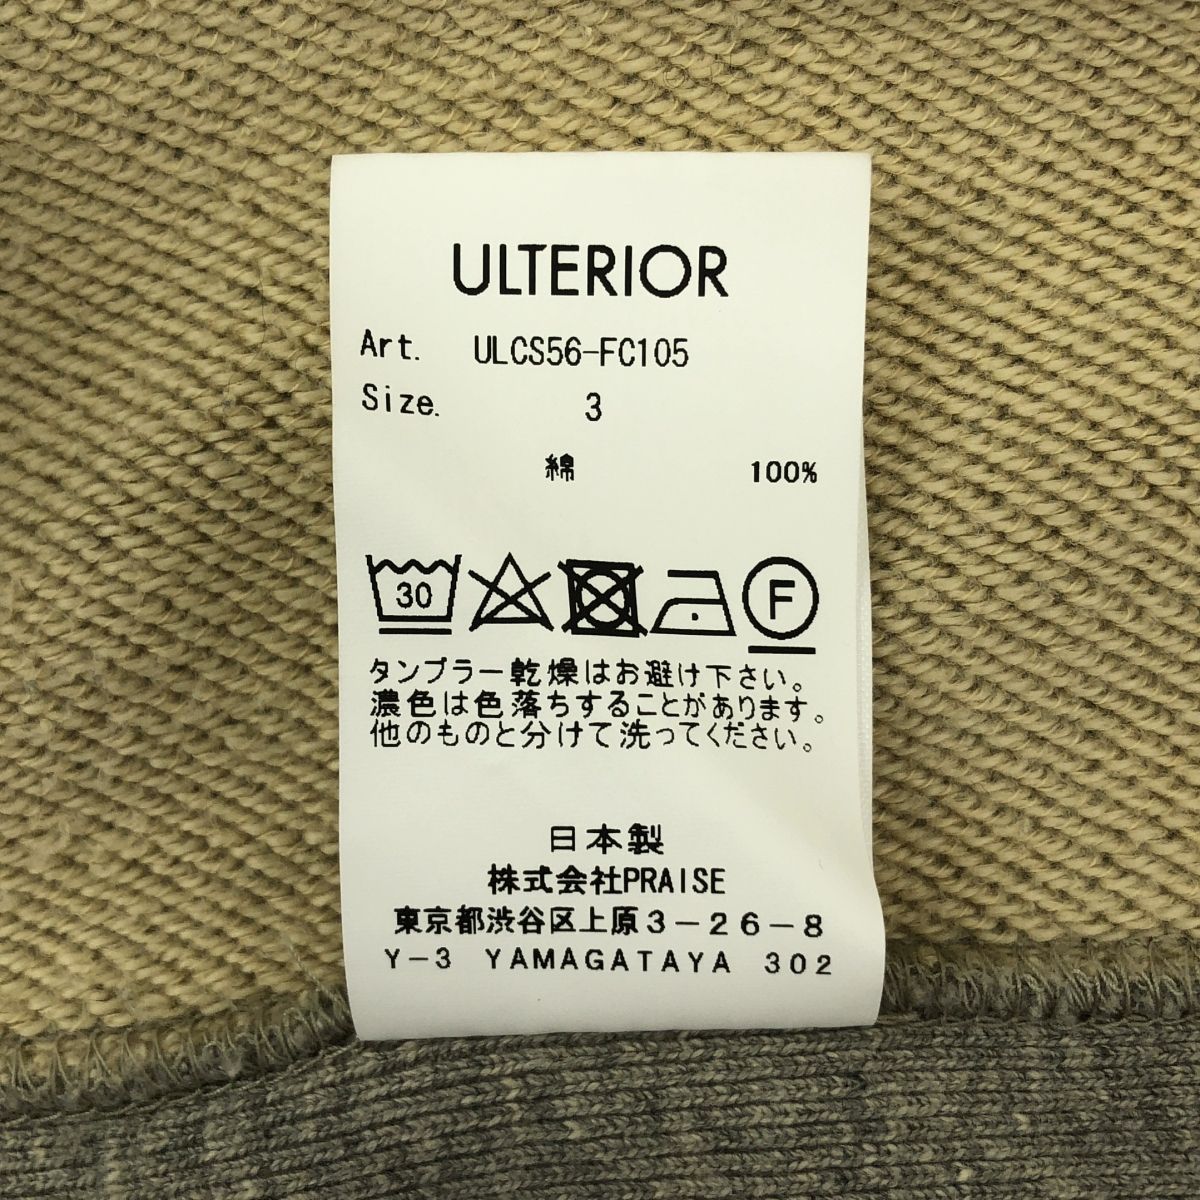 ULTERIOR
Art. ULCS56-FC105
Size. 3
綿 100%
30 F
タンブラー乾燥はお避け下さい。
濃色は色落ちすることがあります。
他のものと分けて洗ってください。
日本製
株式会社PRAISE
東京都渋谷区上原3-26-8
Y-3 YAMAGATAYA 302